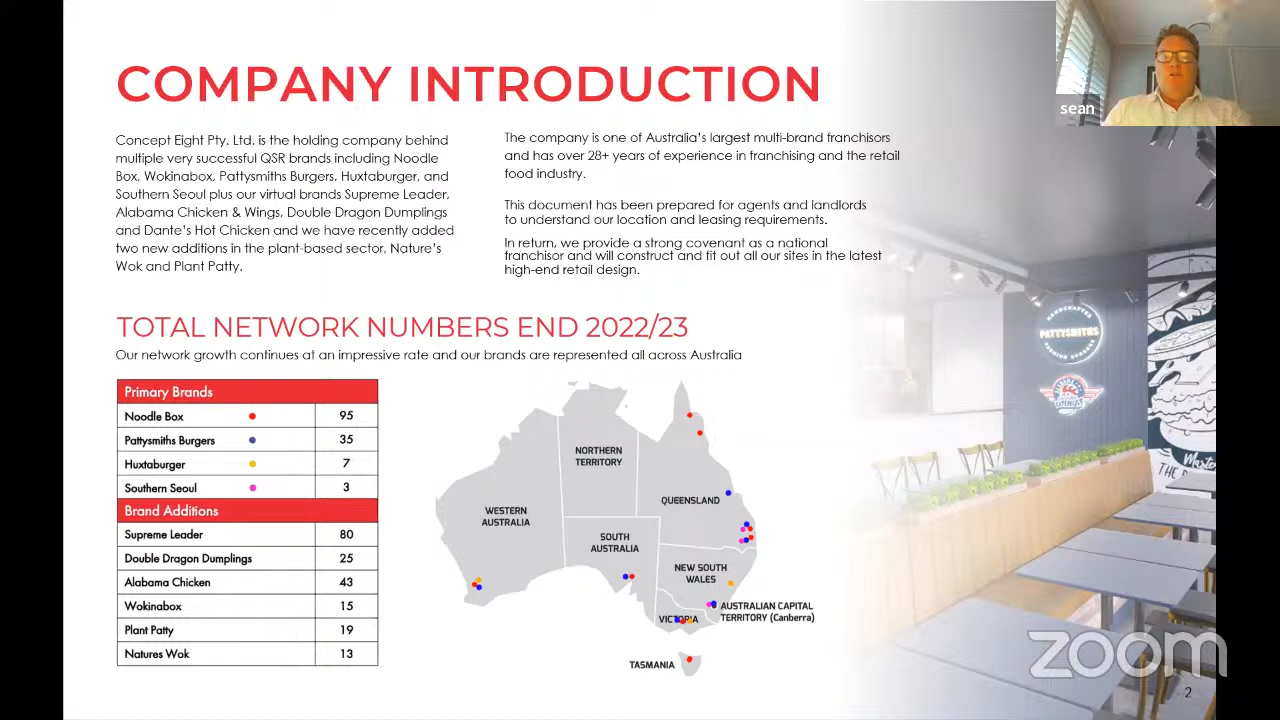 COMPANY INTRODUCTION
sean
Concept Eight Pty. Ltd. is the holding company behind
multiple very successful QSR brands including Noodle
Box, Wokinabox, Pattysmiths Burgers, Huxtaburger, and
Southern Seoul plus our virtual brands Supreme Leader,
Alabama Chicken & Wings, Double Dragon Dumplings
and Dante's Hot Chicken and we have recently added
two new additions in the plant-based sector, Nature's
Wok and Plant Patty.
The company is one of Australia's largest multi-brand franchisors
and has over 28+ years of experience in franchising and the retail
food industry.
This document has been prepared for agents and landlords
to understand our location and leasing requirements.
In return, we provide a strong covenant as a national
franchisor and will construct and fit out all our sites in the latest
high-end retail design.
TOTAL NETWORK NUMBERS END 2022/23
Our network growth continues at an impressive rate and our brands are represented all across Australia
Primary Brands
Noodle Box 95
Pattysmiths Burgers 35
Huxtaburger 7
Southern Seoul 3
Brand Additions
Supreme Leader 80
Double Dragon Dumplings 25
Alabama Chicken 43
Wokinabox 15
Plant Patty 19
Natures Wok 13
NORTHERN
TERRITORY
QUEENSLAND
WESTERN
AUSTRALIA
SOUTH
AUSTRALIA
NEW SOUTH
WALES
AUSTRALIAN CAPITAL
TERRITORY (Canberra)
VICTORIA
TASMANIA
HANDCRAFTED
PATTYSMITHS
PREMIUM BURGERS
ALABAMA
THE
zoom
2